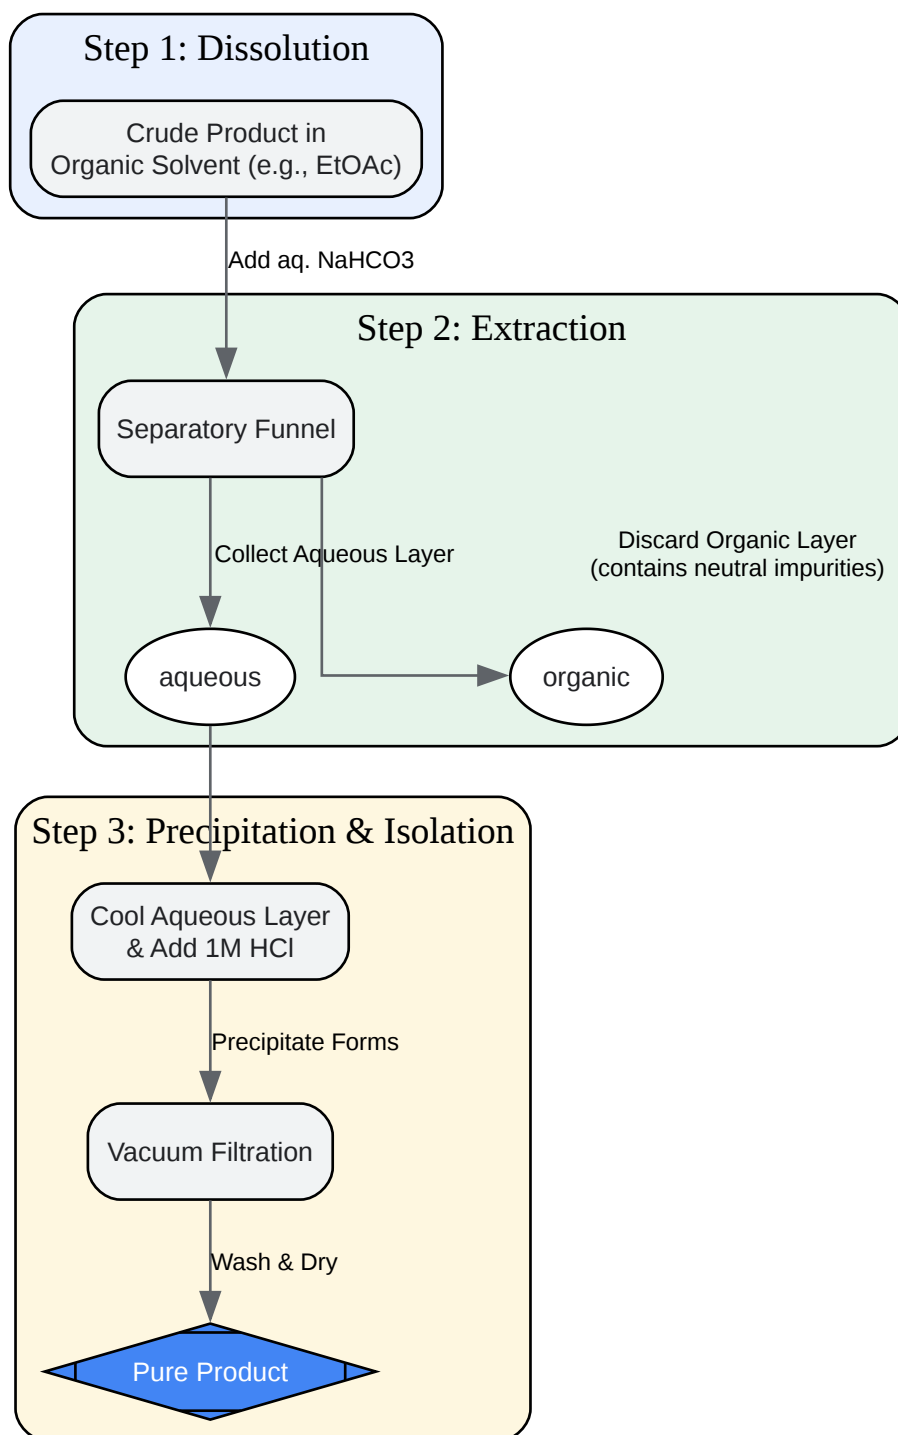 Step 1: Dissolution
Crude Product in
Organic Solvent (e.g., EtOAc)
Add aq. NaHCO3
Step 2: Extraction
Separatory Funnel
Collect Aqueous Layer
Discard Organic Layer
(contains neutral impurities)
aqueous
organic
Step 3: Precipitation & Isolation
Cool Aqueous Layer
& Add 1M HCl
Precipitate Forms
Vacuum Filtration
Wash & Dry
Pure Product